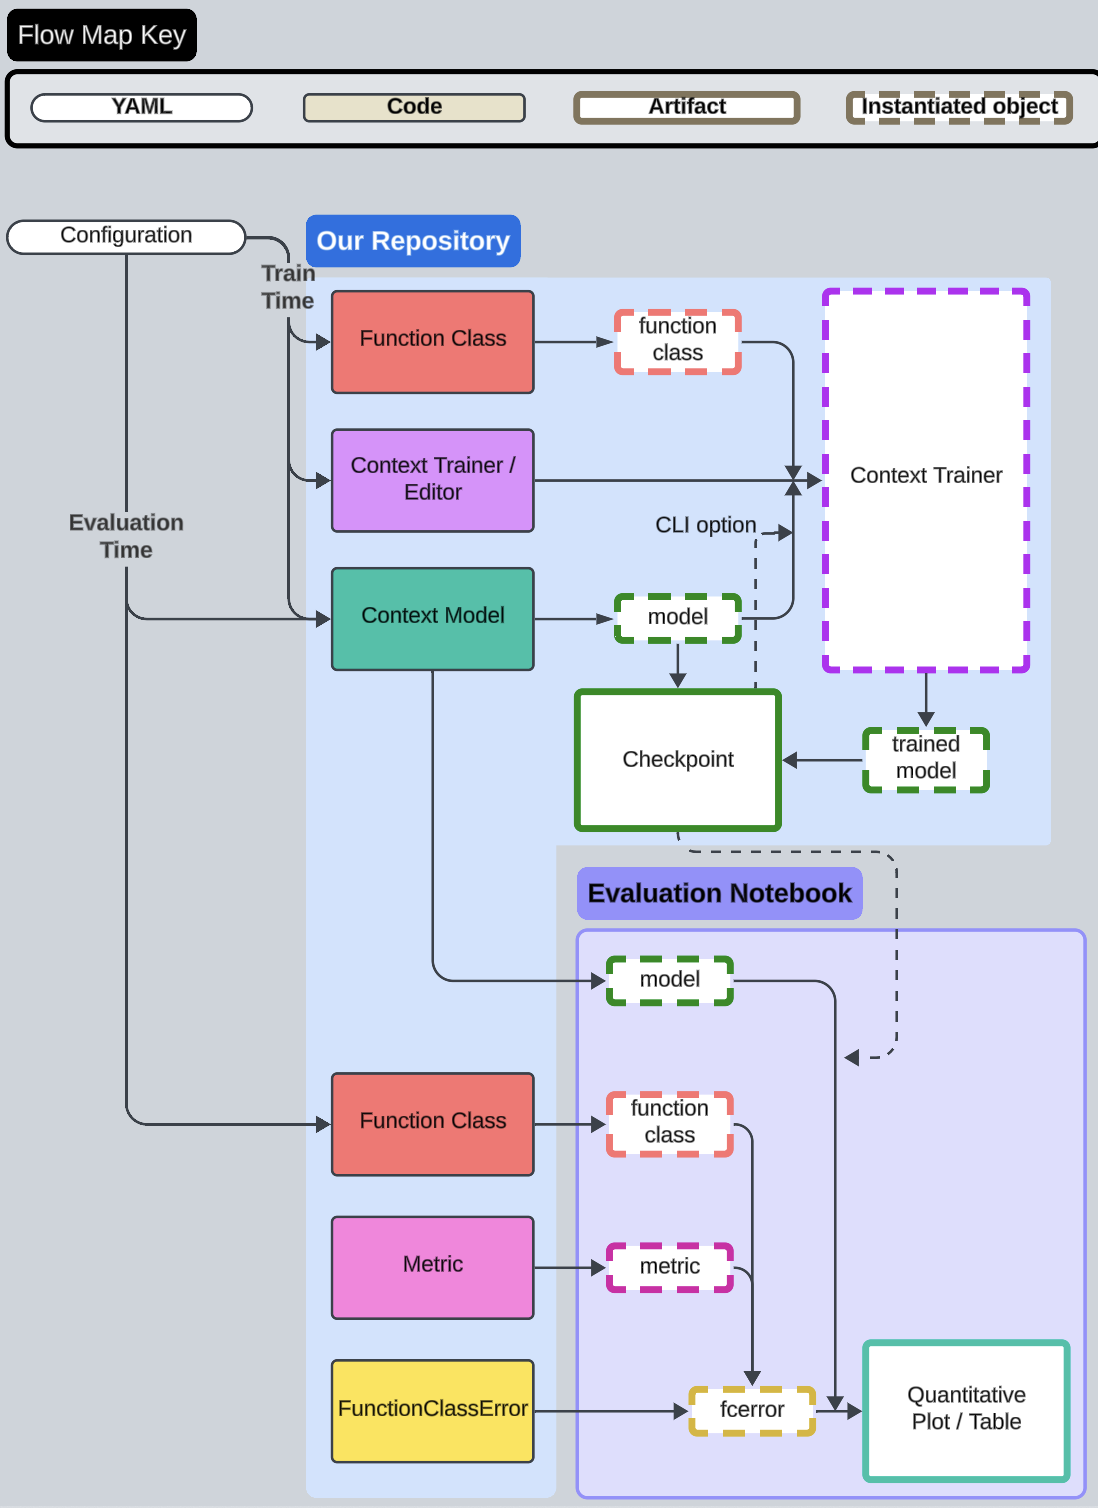 Flow Map Key
YAML
Code
Artifact
Instantiated object
Configuration
Our Repository
Train
Time
Function Class
function
class
Context Trainer /
Editor
Context Trainer
CLI option
Evaluation
Time
Context Model
model
Checkpoint
trained
model
Evaluation Notebook
model
Function Class
function
class
Metric
metric
FunctionClassError
fcerror
Quantitative
Plot / Table